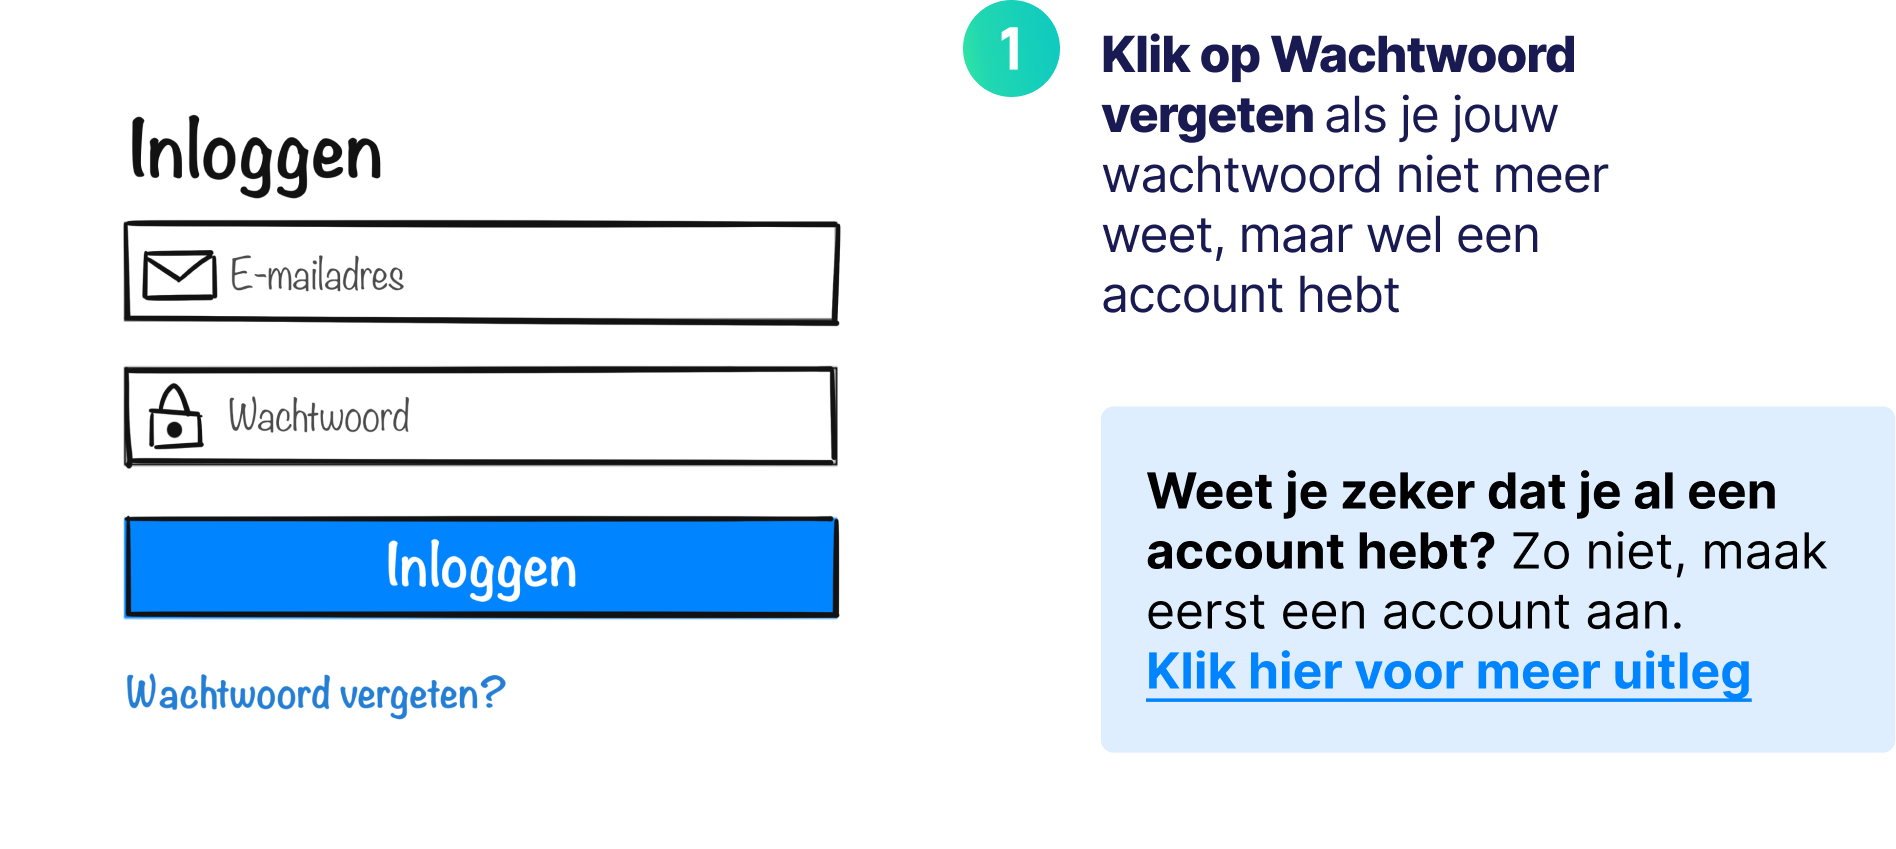 Inloggen
E-mailadres
Wachtwoord
Inloggen
Wachtwoord vergeten?
1
Klik op Wachtwoord
vergeten als je jouw
wachtwoord niet meer
weet, maar wel een
account hebt
Weet je zeker dat je al een
account hebt? Zo niet, maak
eerst een account aan.
Klik hier voor meer uitleg